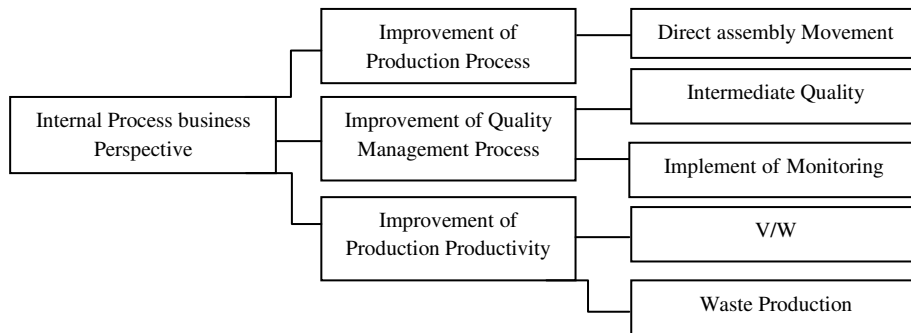 Improvement of
Production Process
Direct assembly Movement
Internal Process business
Perspective
Improvement of Quality
Management Process
Intermediate Quality
Implement of Monitoring
Improvement of
Production Productivity
V/W
Waste Production